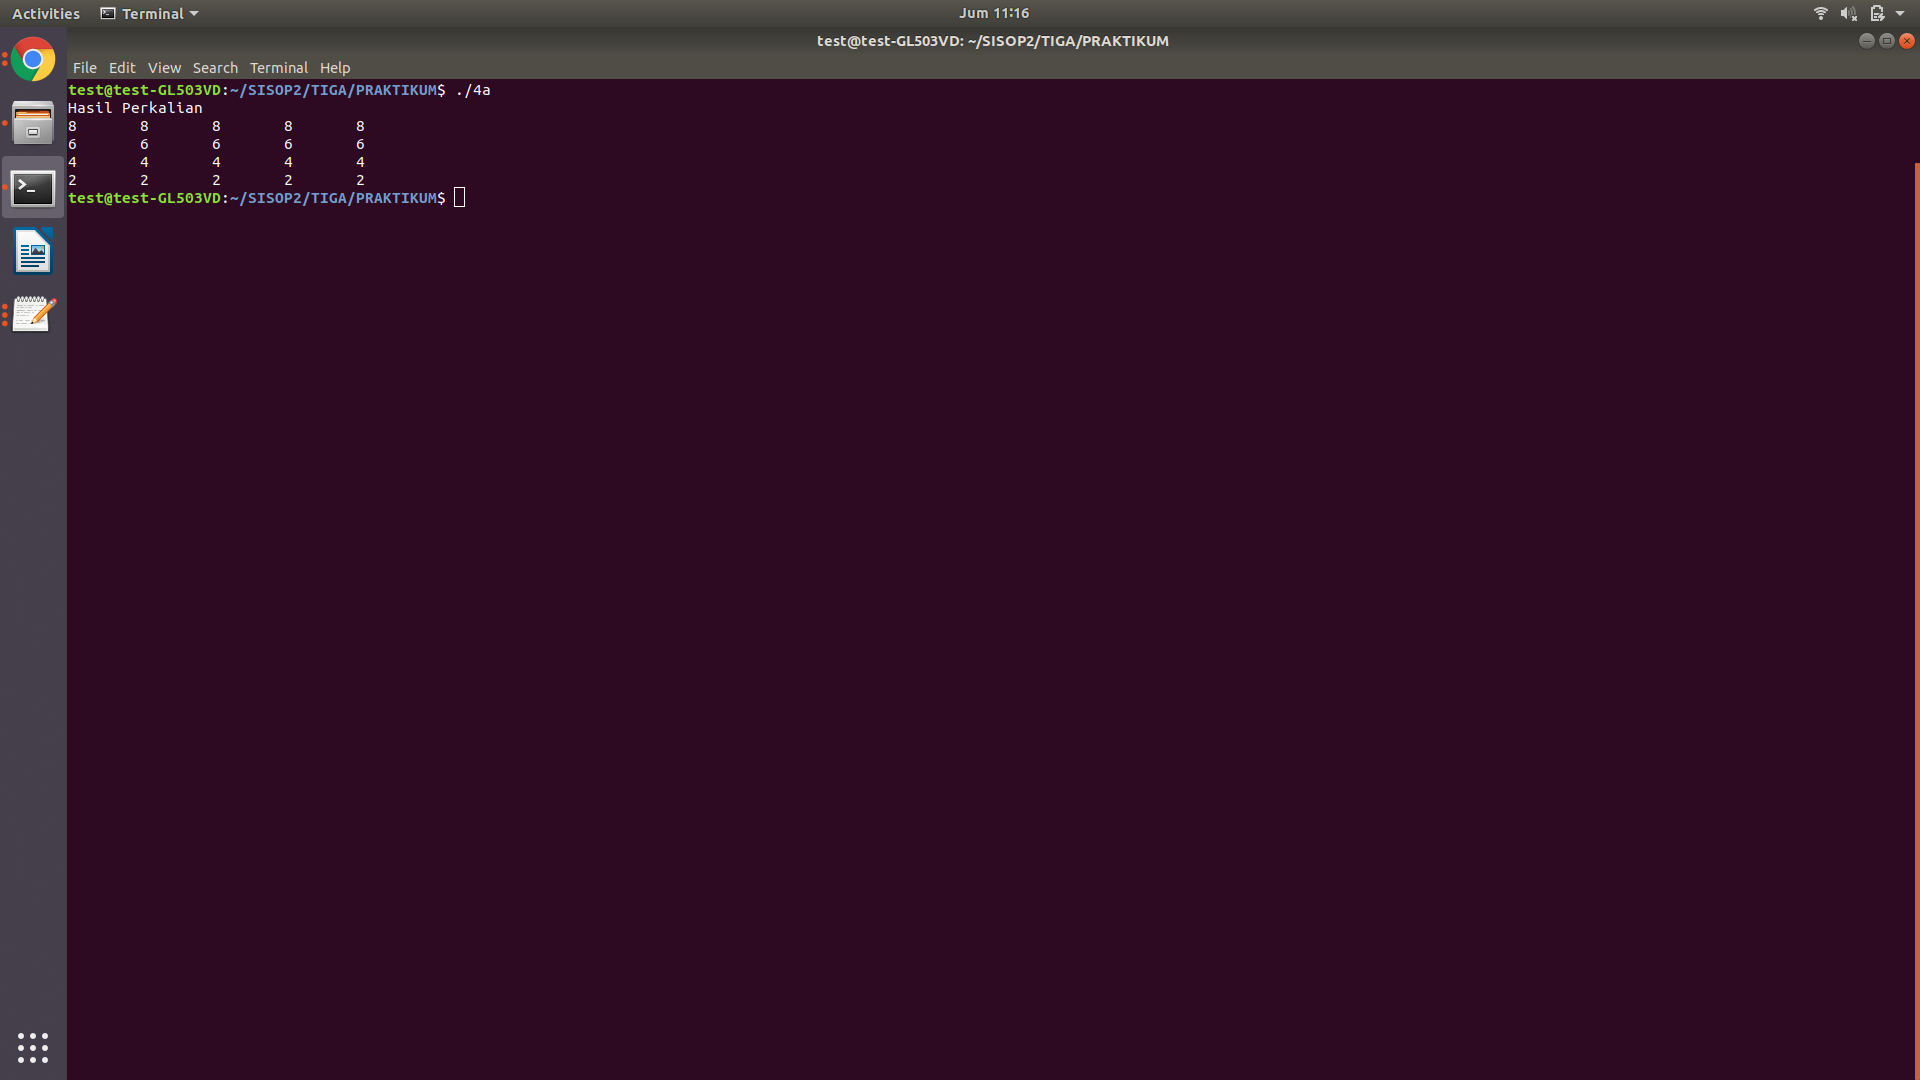 Activities Terminal Jum 11:16
test@test-GL503VD: ~/SISOP2/TIGA/PRAKTIKUM
File Edit View Search Terminal Help
test@test-GL503VD:~/SISOP2/TIGA/PRAKTIKUM$ ./4a
Hasil Perkalian
8 8 8 8 8
6 6 6 6 6
4 4 4 4 4
2 2 2 2 2
test@test-GL503VD:~/SISOP2/TIGA/PRAKTIKUM$